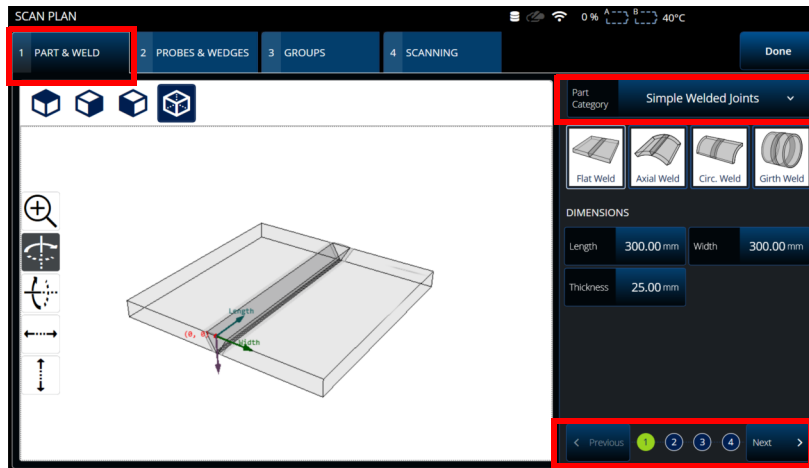 SCAN PLAN
0 % A B 40°C
1 PART & WELD
2 PROBES & WEDGES
3 GROUPS
4 SCANNING
Done
Part
Category
Simple Welded Joints
Flat Weld
Axial Weld
Circ. Weld
Girth Weld
DIMENSIONS
Length 300.00 mm
Width 300.00 mm
Thickness 25.00 mm
Length
(0, 0)
Width
< Previous 1 2 3 4 Next >